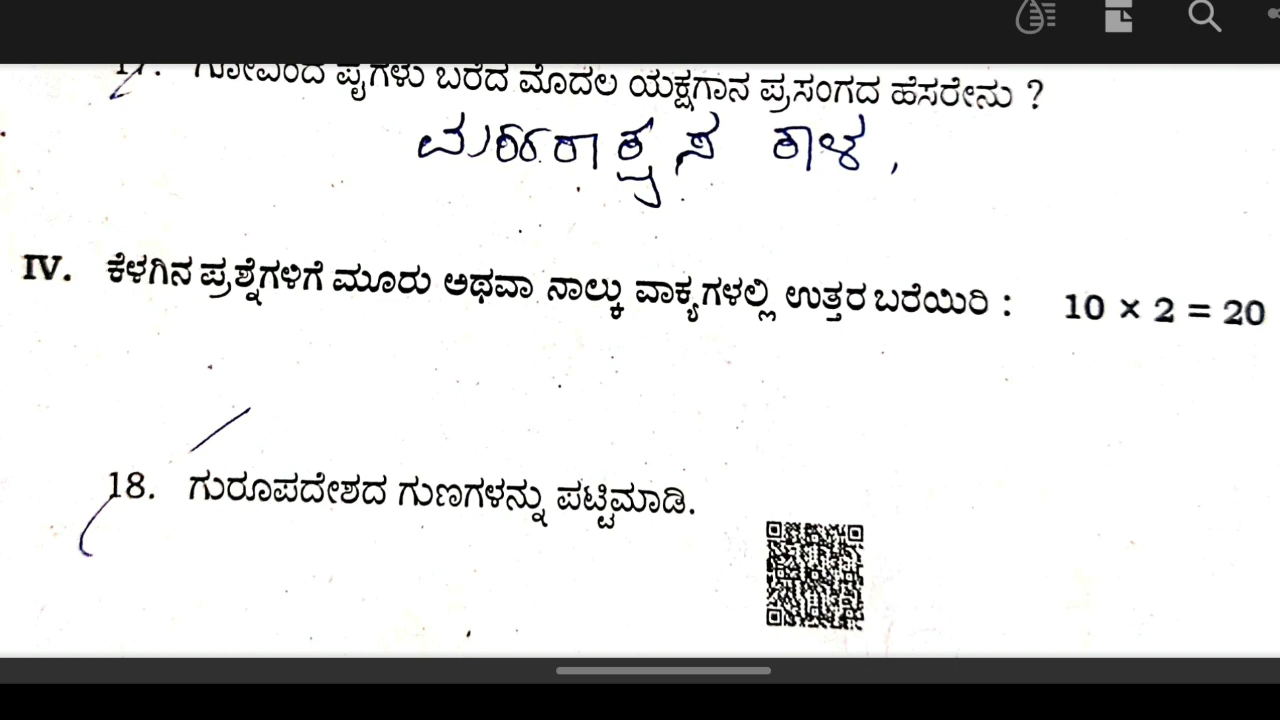 17. ಗೋವಿಂದ ಪೈಗಳು ಬರೆದ ಮೊದಲ ಯಕ್ಷಗಾನ ಪ್ರಸಂಗದ ಹೆಸರೇನು ?
ಕಾಳ,
IV. ಕೆಳಗಿನ ಪ್ರಶ್ನೆಗಳಿಗೆ ಮೂರು ಅಥವಾ ನಾಲ್ಕು ವಾಕ್ಯಗಳಲ್ಲಿ ಉತ್ತರ ಬರೆಯಿರಿ : 10 × 2 = 20
18. ಗುರೂಪದೇಶದ ಗುಣಗಳನ್ನು ಪಟ್ಟಿಮಾಡಿ.